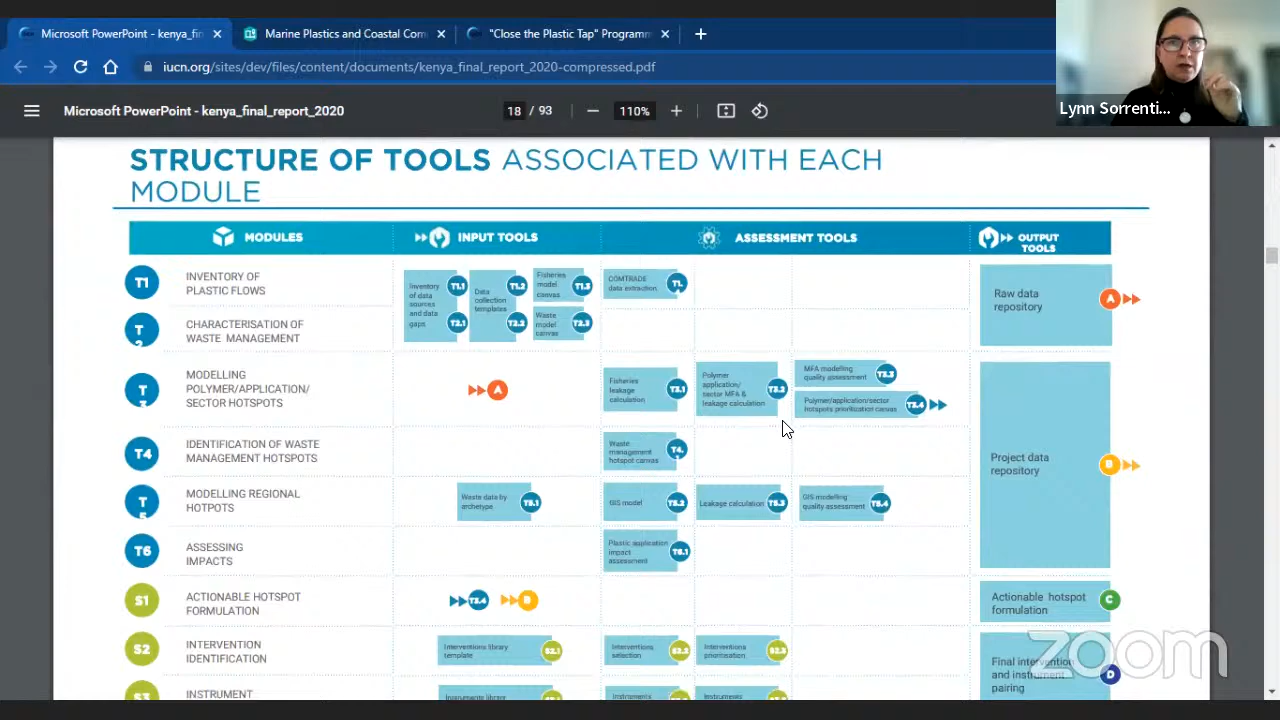 Microsoft PowerPoint - kenya_fin
Marine Plastics and Coastal Com
"Close the Plastic Tap" Programm
iucn.org/sites/dev/files/content/documents/kenya_final_report_2020-compressed.pdf
Microsoft PowerPoint - kenya_final_report_2020
18 / 93
110%
Lynn Sorrenti...
STRUCTURE OF TOOLS ASSOCIATED WITH EACH
MODULE
MODULES
INPUT TOOLS
ASSESSMENT TOOLS
OUTPUT
TOOLS
T1
INVENTORY OF
PLASTIC FLOWS
Inventory
of data
sources
and data
gaps
T1.1
T2.1
Data
collection
templates
T1.2
T2.2
Fisheries
model
canvas
T1.3
Waste
model
canvas
T2.3
COMTRADE
data extraction
T1.
Raw data
repository
A
T
CHARACTERISATION OF
WASTE MANAGEMENT
T
MODELLING
POLYMER/APPLICATION/
SECTOR HOTSPOTS
A
Fisheries
leakage
calculation
T3.1
Polymer
application/
sector MFA &
leakage calculation
T3.2
MFA modelling
quality assessment
T3.3
Polymer/application/sector
hotspots prioritization canvas
T3.4
Project data
repository
B
T4
IDENTIFICATION OF WASTE
MANAGEMENT HOTSPOTS
Waste
management
hotspot canvas
T4.
T
MODELLING REGIONAL
HOTPOTS
Waste data by
archetype
T5.1
GIS model
T5.2
Leakage calculation
T5.3
GIS modelling
quality assessment
T5.4
T6
ASSESSING
IMPACTS
Plastic application
impact
assessment
T6.1
S1
ACTIONABLE HOTSPOT
FORMULATION
T3.4
B
Actionable hotspot
formulation
C
S2
INTERVENTION
IDENTIFICATION
Interventions library
template
S2.1
Interventions
selection
S2.2
Interventions
prioritisation
S2.3
Final intervention
and instrument
pairing
D
S3
INSTRUMENT
Instruments library
Instruments
Instruments
zoom